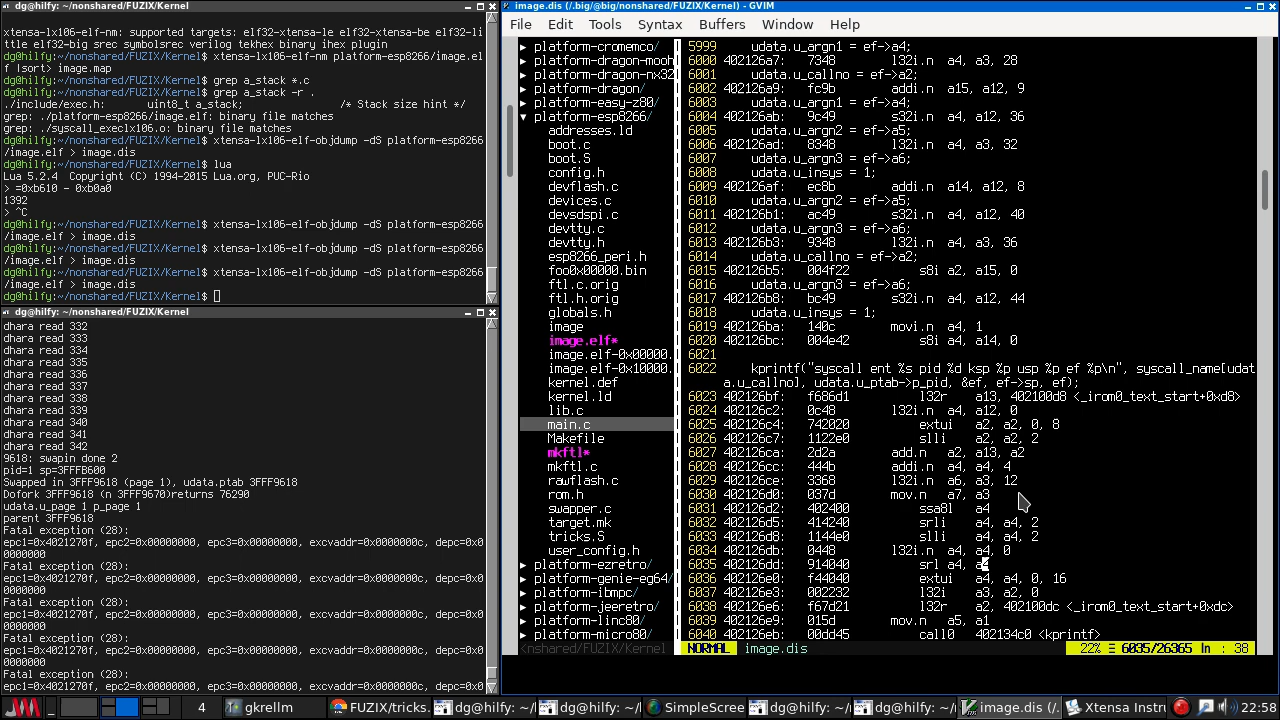 dg@hilfy:~/nonshared/FUZIX/Kernel
xtensa-lx106-elf-nm: supported targets: elf32-xtensa-le elf32-xtensa-be elf32-li
ttle elf32-big srec symbolsrec verilog tekhex binary ihex plugin
dg@hilfy:~/nonshared/FUZIX/Kernel$ xtensa-lx106-elf-nm platform-esp8266/image.el
f |sort> image.map
dg@hilfy:~/nonshared/FUZIX/Kernel$ grep a_stack *.c
dg@hilfy:~/nonshared/FUZIX/Kernel$ grep a_stack -r .
./include/exec.h: uint8_t a_stack; /* Stack size hint */
grep: ./platform-esp8266/image.elf: binary file matches
grep: ./syscall_execlx106.o: binary file matches
dg@hilfy:~/nonshared/FUZIX/Kernel$ xtensa-lx106-elf-objdump -dS platform-esp8266
/image.elf > image.dis
dg@hilfy:~/nonshared/FUZIX/Kernel$ lua
Lua 5.2.4 Copyright (C) 1994-2015 Lua.org, PUC-Rio
> =0xb610 - 0xb0a0
1392
> ^C
dg@hilfy:~/nonshared/FUZIX/Kernel$ xtensa-lx106-elf-objdump -dS platform-esp8266
/image.elf > image.dis
dg@hilfy:~/nonshared/FUZIX/Kernel$ xtensa-lx106-elf-objdump -dS platform-esp8266
/image.elf > image.dis
dg@hilfy:~/nonshared/FUZIX/Kernel$ xtensa-lx106-elf-objdump -dS platform-esp8266
/image.elf > image.dis
dg@hilfy:~/nonshared/FUZIX/Kernel$
dg@hilfy:~/nonshared/FUZIX/Kernel
dhara read 332
dhara read 333
dhara read 334
dhara read 335
dhara read 336
dhara read 337
dhara read 338
dhara read 339
dhara read 340
dhara read 341
dhara read 342
9618: swapin done 2
pid=1 sp=3FFFB600
Swapped in 3FFF9618 (page 1), udata.ptab 3FFF9618
Dofork 3FFF9618 (n 3FFF9670)returns 76290
udata.u_page 1 p_page 1
parent 3FFF9618
Fatal exception (28):
epc1=0x4021270f, epc2=0x00000000, epc3=0x00000000, excvaddr=0x0000000c, depc=0x0
0000000
Fatal exception (28):
epc1=0x4021270f, epc2=0x00000000, epc3=0x00000000, excvaddr=0x0000000c, depc=0x0
0000000
Fatal exception (28):
epc1=0x4021270f, epc2=0x00000000, epc3=0x00000000, excvaddr=0x0000000c, depc=0x0
0000000
Fatal exception (28):
epc1=0x4021270f, epc2=0x00000000, epc3=0x00000000, excvaddr=0x0000000c, depc=0x0
0000000
Fatal exception (28):
epc1=0x4021270f, epc2=0x00000000, epc3=0x00000000, excvaddr=0x0000000c, depc=0x0
image.dis (/.big/@big/nonshared/FUZIX/Kernel) - GVIM
File Edit Tools Syntax Buffers Window Help
▶ platform-cromemco/
▶ platform-dragon-mooh
▶ platform-dragon-nx32
▶ platform-dragon/
▶ platform-easy-z80/
▼ platform-esp8266/
addresses.ld
boot.c
boot.S
config.h
devflash.c
devices.c
devsdspi.c
devtty.c
devtty.h
esp8266_peri.h
foo0x00000.bin
ftl.c.orig
ftl.h.orig
globals.h
image
image.elf*
image.elf-0x00000.
image.elf-0x10000.
kernel.def
kernel.ld
lib.c
main.c
Makefile
mkftl*
mkftl.c
rawflash.c
rom.h
swapper.c
target.mk
tricks.S
user_config.h
▶ platform-ezretro/
▶ platform-genie-eg64/
▶ platform-ibmpc/
▶ platform-jeeretro/
▶ platform-linc80/
▶ platform-micro80/
<nshared/FUZIX/Kernel
5999 udata.u_argn1 = ef->a4;
6000 402126a7: 7348 l32i.n a4, a3, 28
6001 udata.u_callno = ef->a2;
6002 402126a9: fc9b addi.n a15, a12, 9
6003 udata.u_argn1 = ef->a4;
6004 402126ab: 9c49 s32i.n a4, a12, 36
6005 udata.u_argn2 = ef->a5;
6006 402126ad: 8348 l32i.n a4, a3, 32
6007 udata.u_argn3 = ef->a6;
6008 udata.u_insys = 1;
6009 402126af: ec8b addi.n a14, a12, 8
6010 udata.u_argn2 = ef->a5;
6011 402126b1: ac49 s32i.n a4, a12, 40
6012 udata.u_argn3 = ef->a6;
6013 402126b3: 9348 l32i.n a4, a3, 36
6014 udata.u_callno = ef->a2;
6015 402126b5: 004f22 s8i a2, a15, 0
6016 udata.u_argn3 = ef->a6;
6017 402126b8: bc49 s32i.n a4, a12, 44
6018 udata.u_insys = 1;
6019 402126ba: 140c movi.n a4, 1
6020 402126bc: 004e42 s8i a4, a14, 0
6021
6022 kprintf("syscall ent %s pid %d ksp %p usp %p ef %p\n", syscall_name[udat
a.u_callno], udata.u_ptab->p_pid, &ef, ef->sp, ef);
6023 402126bf: f686d1 l32r a13, 402100d8 <_irom0_text_start+0xd8>
6024 402126c2: 0c48 l32i.n a4, a12, 0
6025 402126c4: 742020 extui a2, a2, 0, 8
6026 402126c7: 1122e0 slli a2, a2, 2
6027 402126ca: 2d2a add.n a2, a13, a2
6028 402126cc: 444b addi.n a4, a4, 4
6029 402126ce: 3368 l32i.n a6, a3, 12
6030 402126d0: 037d mov.n a7, a3
6031 402126d2: 402400 ssa8l a4
6032 402126d5: 414240 srli a4, a4, 2
6033 402126d8: 1144e0 slli a4, a4, 2
6034 402126db: 0448 l32i.n a4, a4, 0
6035 402126dd: 914040 srl a4, a4
6036 402126e0: f44040 extui a4, a4, 0, 16
6037 402126e3: 002232 l32i a3, a2, 0
6038 402126e6: f67d21 l32r a2, 402100dc <_irom0_text_start+0xdc>
6039 402126e9: 015d mov.n a5, a1
6040 402126eb: 00dd45 call0 402134c0 <kprintf>
NORMAL image.dis 22% ☰ 6035/26365 ln : 38
4 gkrellm FUZIX/tricks. dg@hilfy: ~/ dg@hilfy: ~/ SimpleScree dg@hilfy: ~/ dg@hilfy: ~/ image.dis (/. Xtensa Instr 22:58